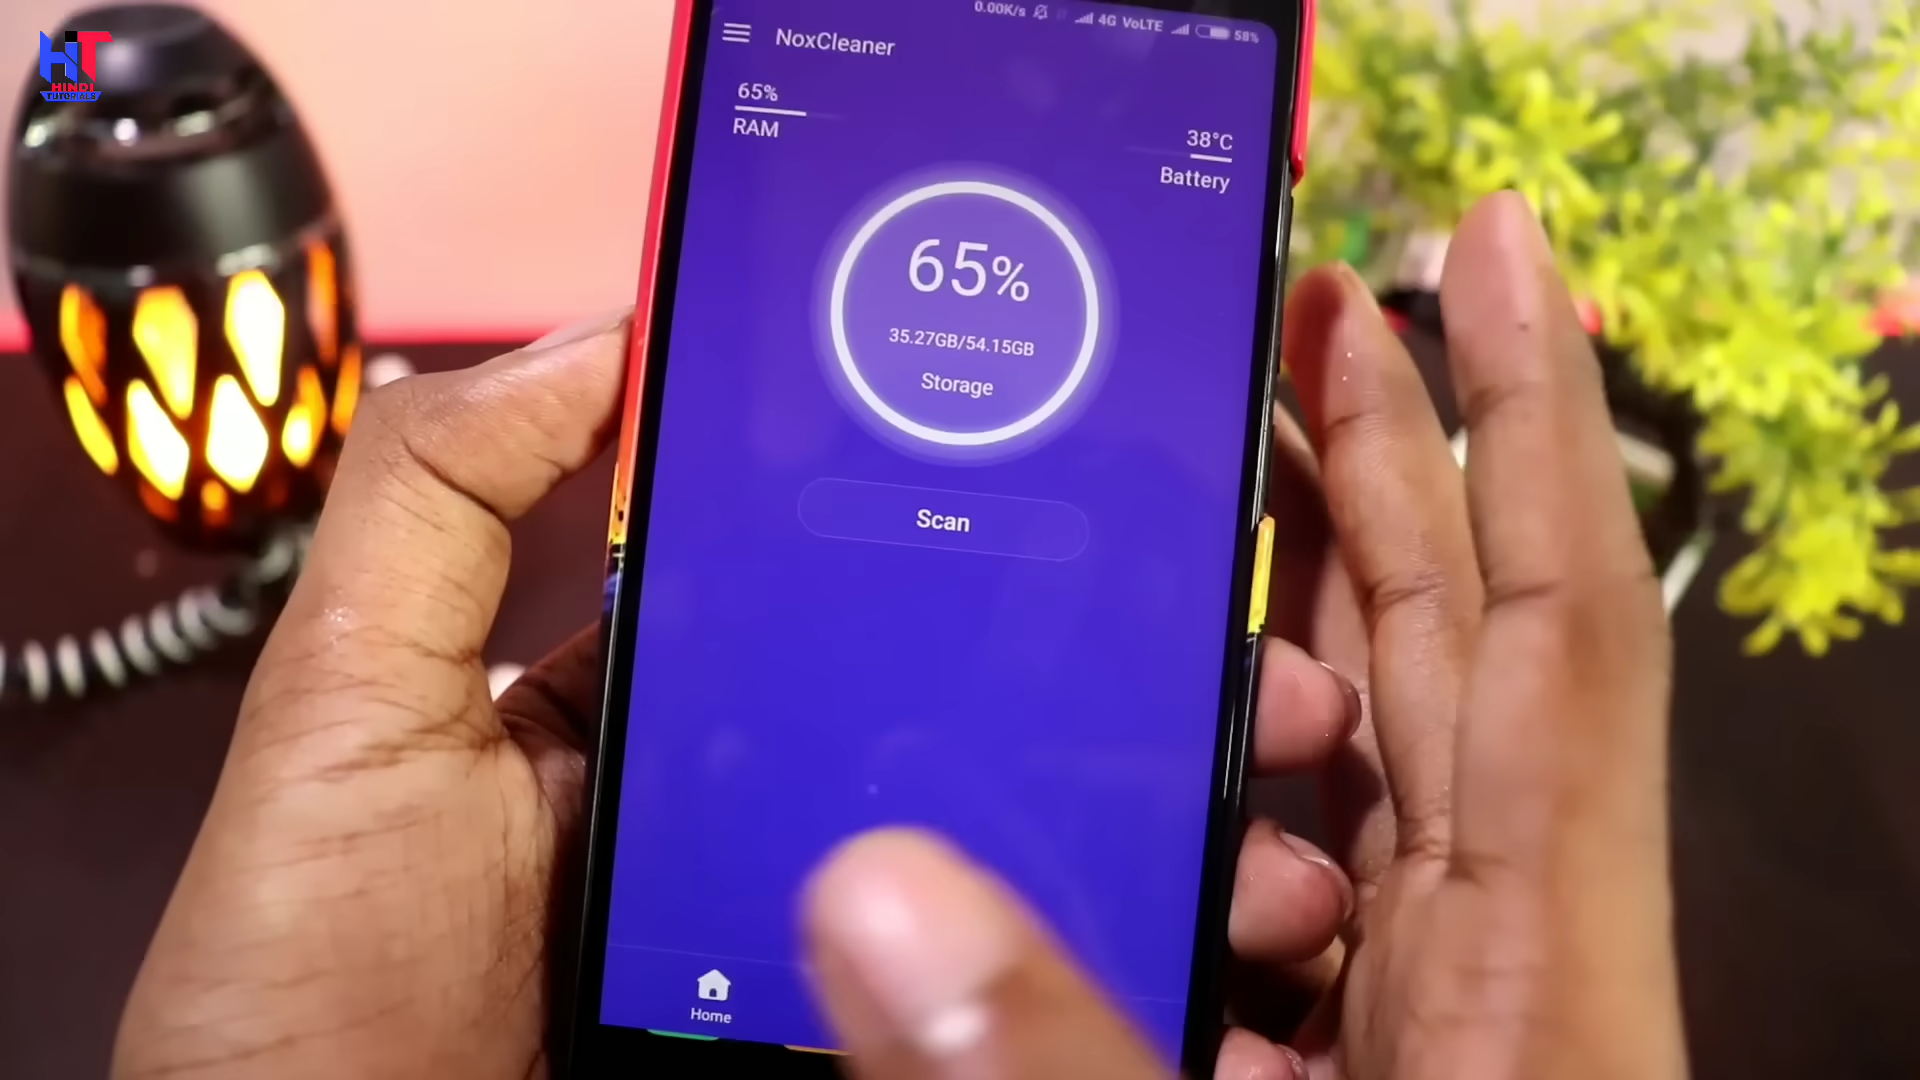 HT
HINDI
TUTORIALS
0.00K/s 4G VoLTE 58%
NoxCleaner
65%
RAM
38°C
Battery
65%
35.27GB/54.15GB
Storage
Scan
Home